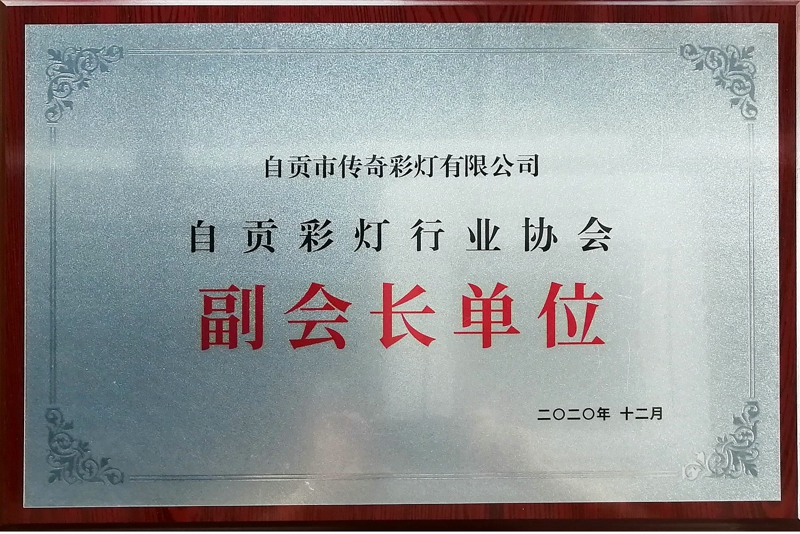 自贡市传奇彩灯有限公司
自贡彩灯行业协会
副会长单位
二〇二〇年 十二月